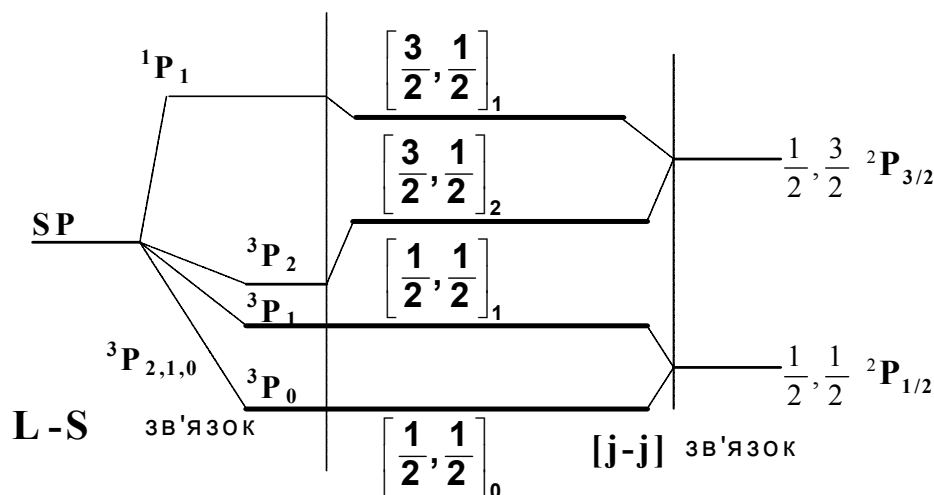 ¹P₁
[3/2, 1/2]₁
[3/2, 1/2]₂
1/2, 3/2 ²P₃/₂
SP
³P₂
[1/2, 1/2]₁
³P₁
³P₂,₁,₀
³P₀
1/2, 1/2 ²P₁/₂
L-S зв'язок
[1/2, 1/2]₀
[j-j] зв'язок